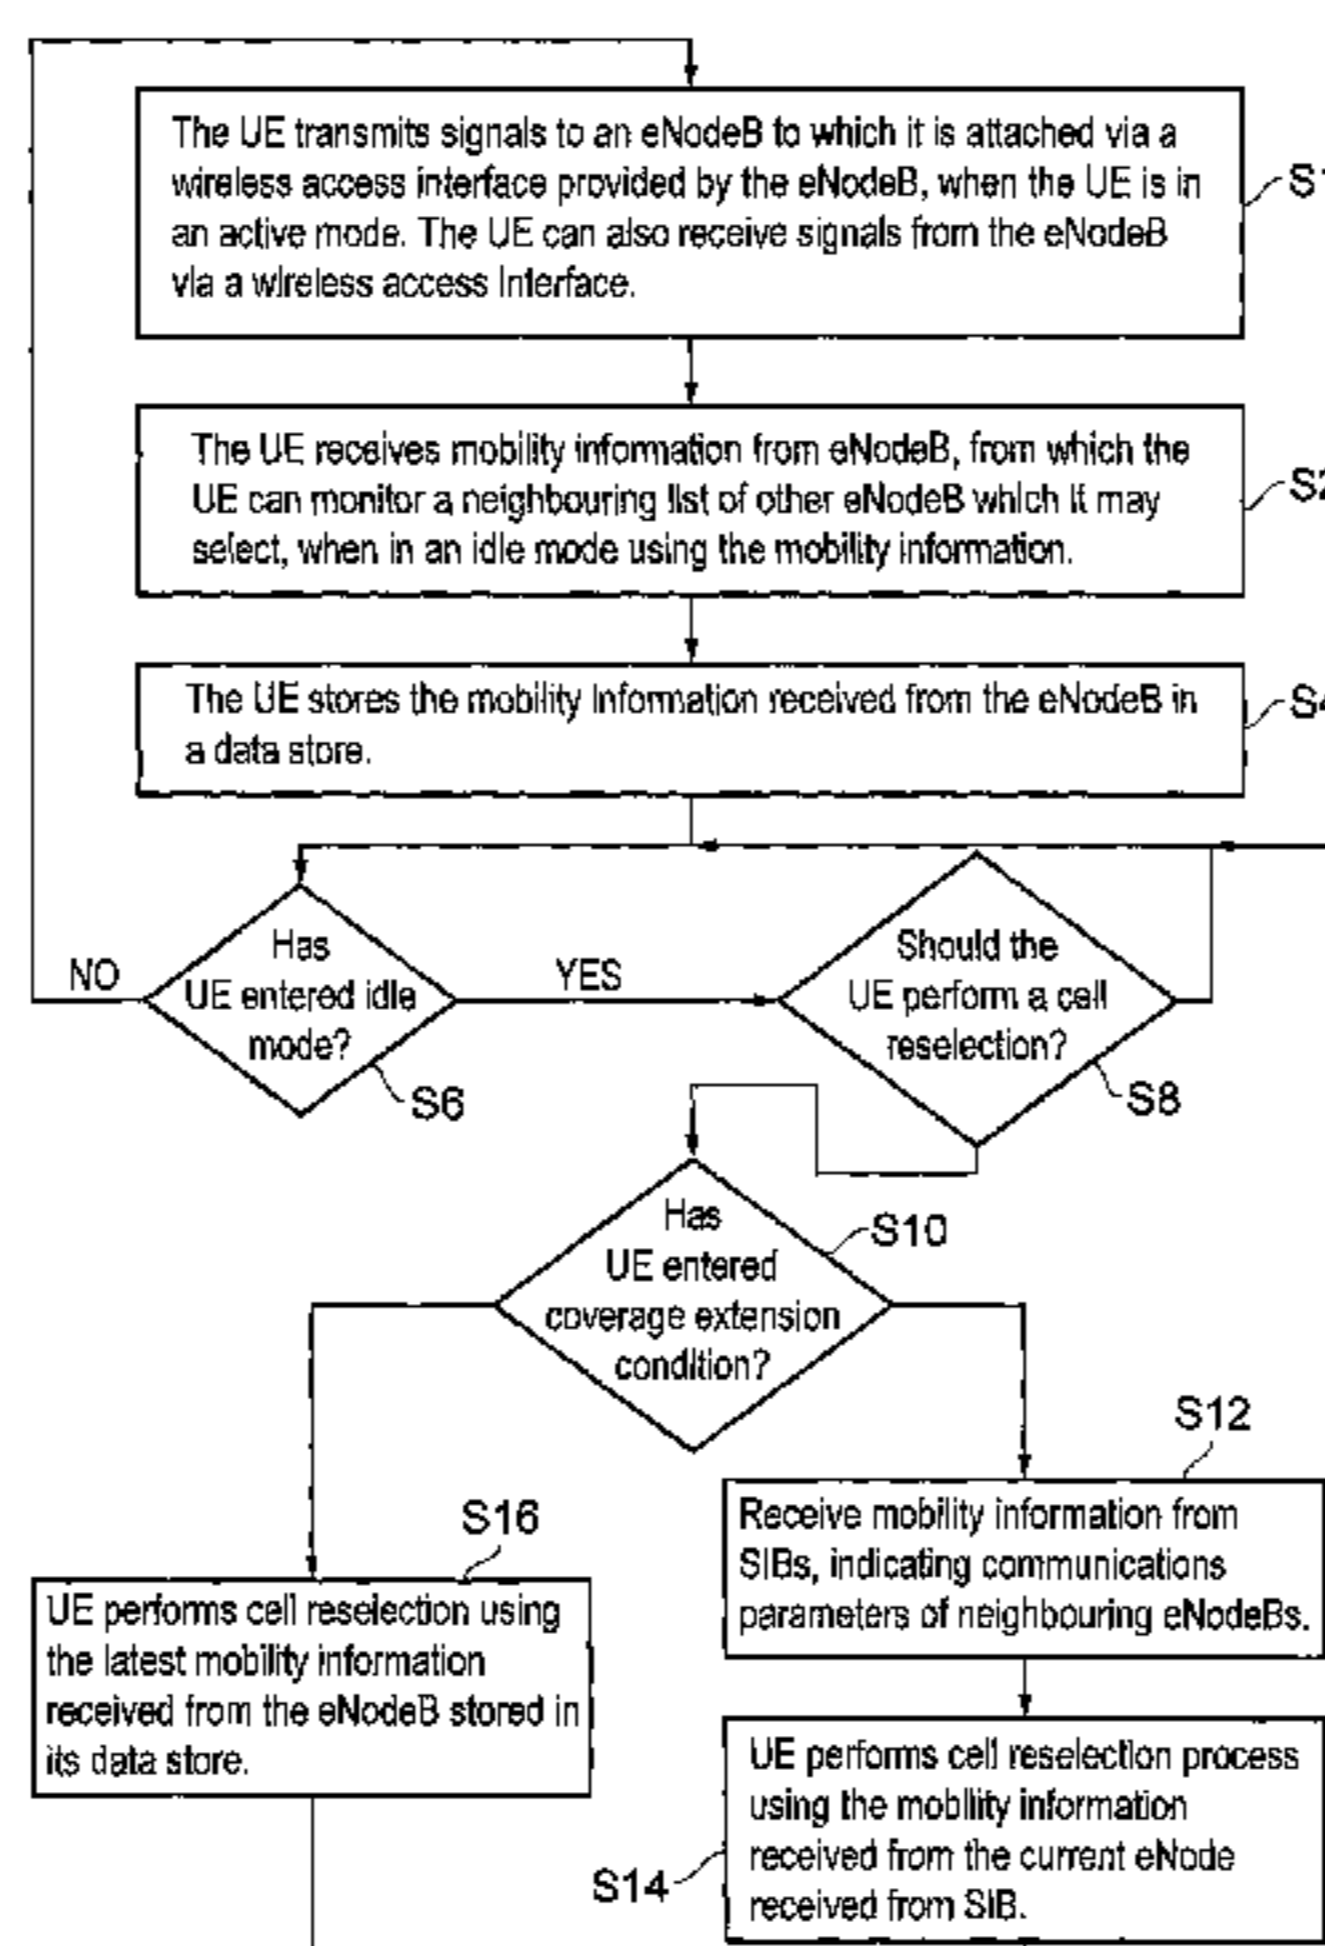 The UE transmits signals to an eNodeB to which it is attached via a
wireless access interface provided by the eNodeB, when the UE is in
an active mode. The UE can also receive signals from the eNodeB
via a wireless access interface.
The UE receives mobility information from eNodeB, from which the
UE can monitor a neighbouring list of other eNodeB which it may
select, when in an idle mode using the mobility information.
The UE stores the mobility information received from the eNodeB in
a data store.
S4
Has
UE entered idle
mode?
NO
YES
S6
Should the
UE perform a cell
reselection?
S8
Has
UE entered
coverage extension
condition?
S10
S12
Receive mobility information from
SIBs, indicating communications
parameters of neighbouring eNodeBs.
S16
UE performs cell reselection using
the latest mobility information
received from the eNodeB stored in
its data store.
UE performs cell reselection process
using the mobility information
received from the current eNode
received from SIB.
S14